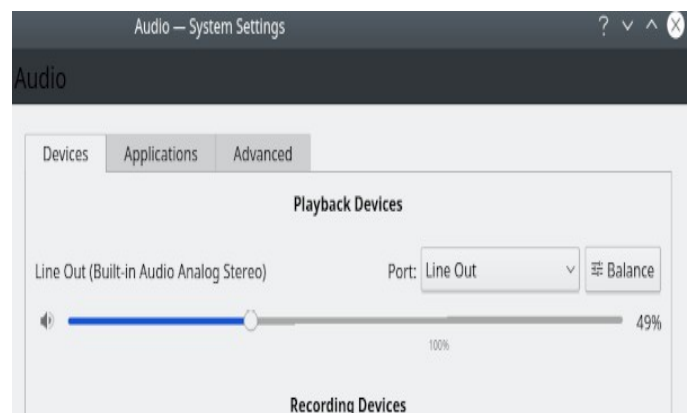 Audio — System Settings
Audio
Devices Applications Advanced
Playback Devices
Line Out (Built-in Audio Analog Stereo) Port: Line Out Balance
49%
100%
Recording Devices